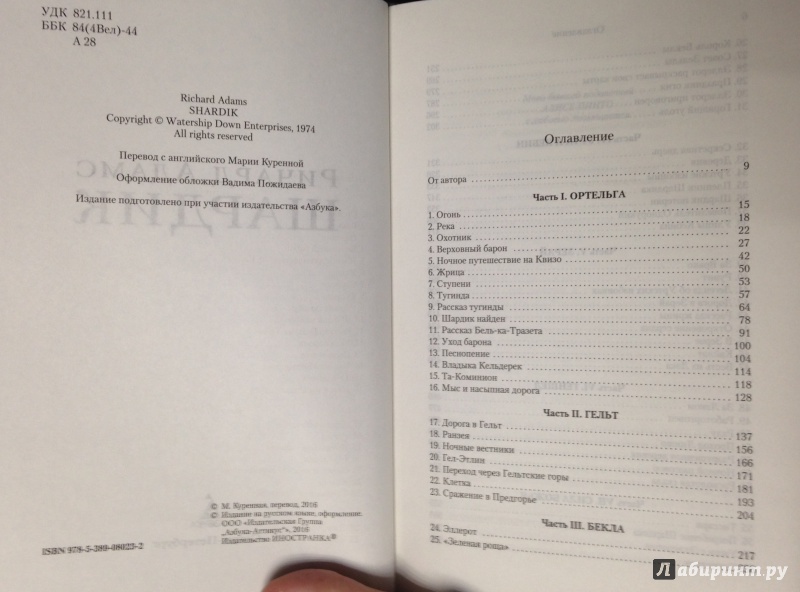 УДК 821.111
ББК 84(4Вел)-44
А 28
Richard Adams
SHARDIK
Copyright © Watership Down Enterprises, 1974
All rights reserved
Перевод с английского Марии Куренной
Оформление обложки Вадима Пожидаева
Издание подготовлено при участии издательства «Азбука».
© М. Куренная, перевод, 2016
© Издание на русском языке, оформление.
ООО «Издательская Группа
„Азбука-Аттикус“», 2016
Издательство ИНОСТРАНКА®
ISBN 978-5-389-08023-2
Оглавление
От автора 9
Часть I. ОРТЕЛЬГА
1. Огонь 15
2. Река 18
3. Охотник 22
4. Верховный барон 27
5. Ночное путешествие на Квизо 42
6. Жрица 50
7. Ступени 53
8. Тугинда 57
9. Рассказ тугинды 64
10. Шардик найден 78
11. Рассказ Бель-ка-Тразета 91
12. Уход барона 100
13. Песнопение 104
14. Владыка Кельдерек 114
15. Та-Коминион 118
16. Мыс и насыпная дорога 128
Часть II. ГЕЛЬТ
17. Дорога в Гельт 137
18. Ранзея 156
19. Ночные вестники 166
20. Гел-Этлин 171
21. Переход через Гельтские горы 181
22. Клетка 193
23. Сражение в Предгорье 204
Часть III. БЕКЛА
24. Эллерот 217
25. «Зеленая роща»
Лабиринт.ру